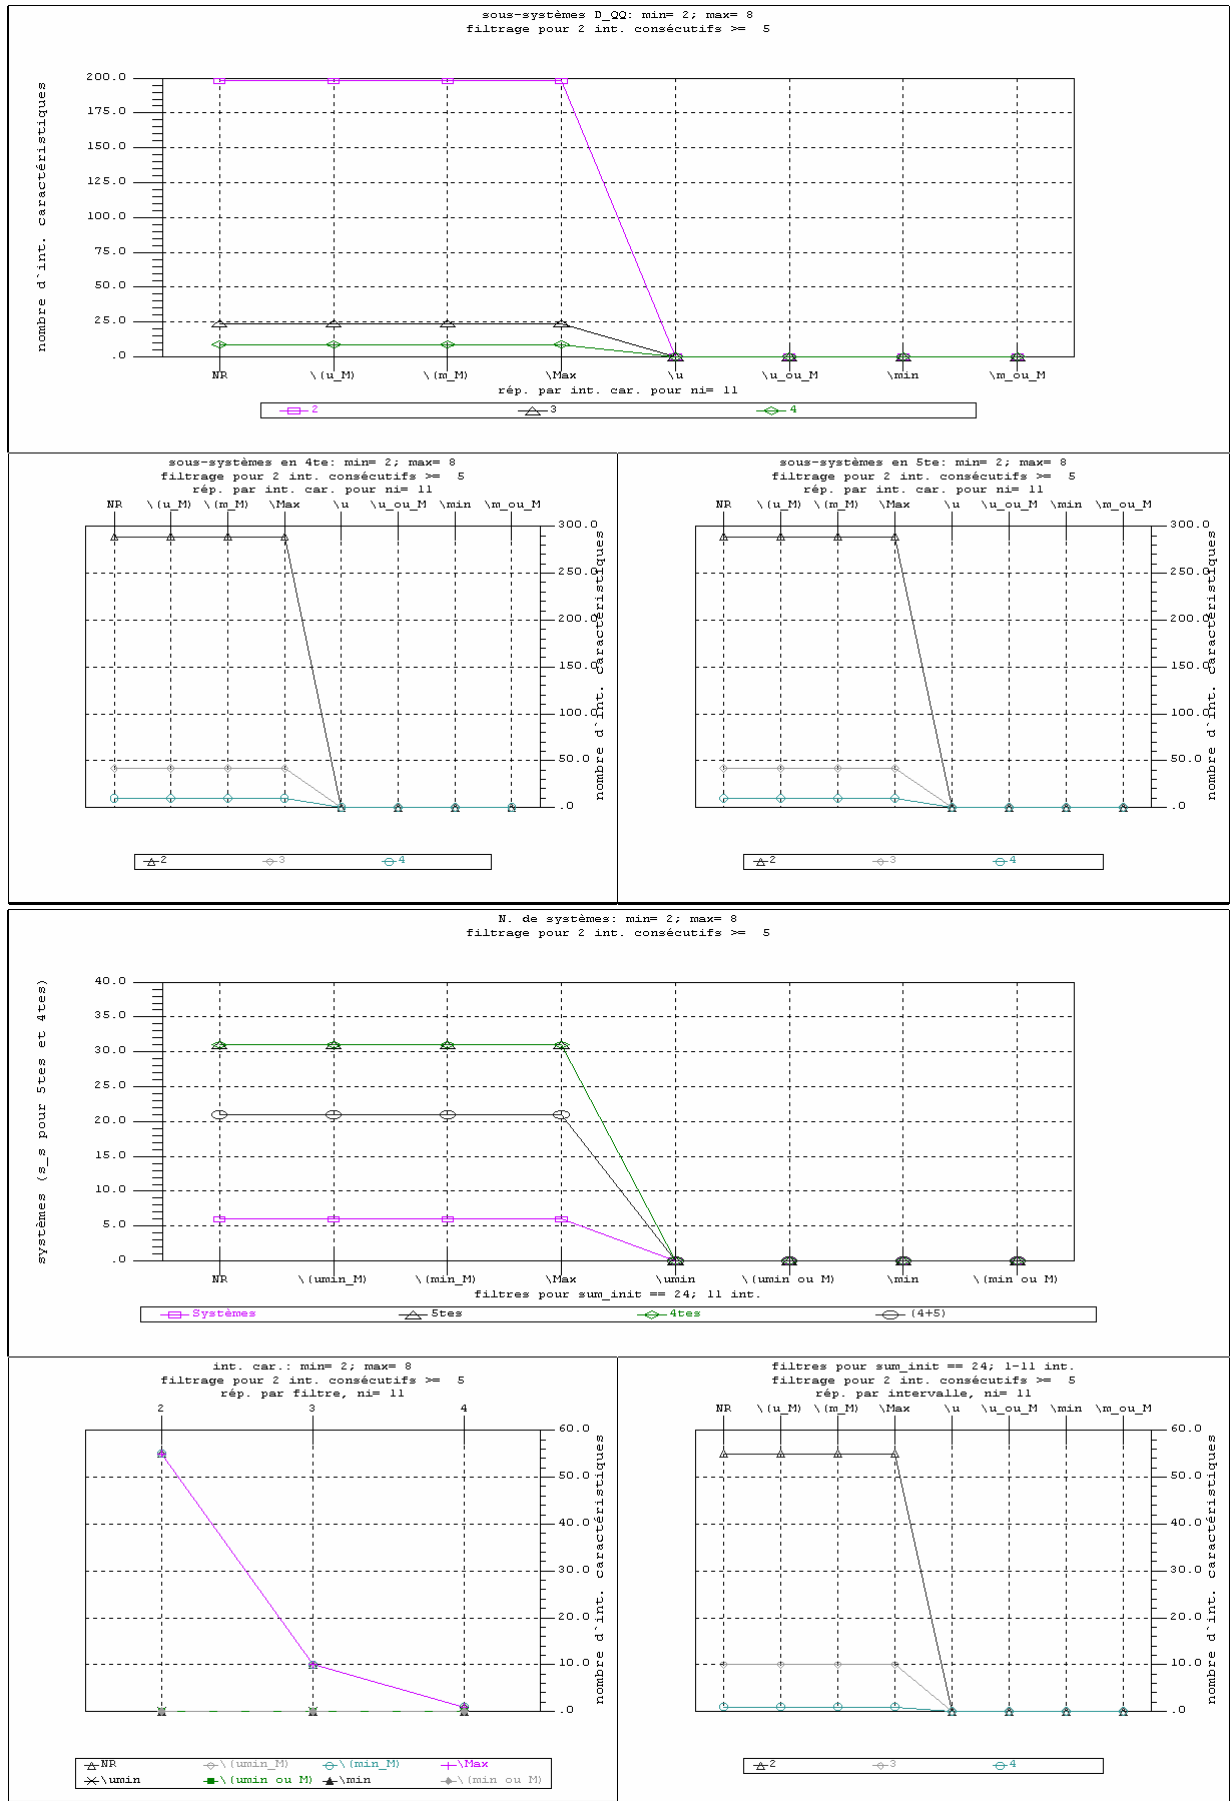 sous-systèmes D_QQ: min= 2; max= 8
filtrage pour 2 int. consécutifs >= 5
nombre d`int. caractéristiques
200.0
175.0
150.0
125.0
100.0
75.0
50.0
25.0
.0
NR \(u_M) \(m_M) \Max \u \u_ou_M \min \m_ou_M
rép. par int. car. pour ni= 11
2 3 4
sous-systèmes en 4te: min= 2; max= 8
filtrage pour 2 int. consécutifs >= 5
rép. par int. car. pour ni= 11
NR \(u_M) \(m_M) \Max \u \u_ou_M \min \m_ou_M
300.0
250.0
200.0
150.0
100.0
50.0
.0
nombre d`int. caractéristiques
2 3 4
sous-systèmes en 5te: min= 2; max= 8
filtrage pour 2 int. consécutifs >= 5
rép. par int. car. pour ni= 11
NR \(u_M) \(m_M) \Max \u \u_ou_M \min \m_ou_M
300.0
250.0
200.0
150.0
100.0
50.0
.0
nombre d`int. caractéristiques
2 3 4
N. de systèmes: min= 2; max= 8
filtrage pour 2 int. consécutifs >= 5
systèmes (s_s pour 5tes et 4tes)
40.0
35.0
30.0
25.0
20.0
15.0
10.0
5.0
.0
NR \(umin_M) \(min_M) \Max \umin \(umin ou M) \min \(min ou M)
filtres pour sum_init == 24; 11 int.
Systèmes 5tes 4tes (4+5)
int. car.: min= 2; max= 8
filtrage pour 2 int. consécutifs >= 5
rép. par filtre, ni= 11
2 3 4
60.0
50.0
40.0
30.0
20.0
10.0
.0
nombre d`int. caractéristiques
NR \(umin_M) \(min_M) \Max
\umin \(umin ou M) \min \(min ou M)
filtres pour sum_init == 24; 1-11 int.
filtrage pour 2 int. consécutifs >= 5
rép. par intervalle, ni= 11
NR \(u_M) \(m_M) \Max \u \u_ou_M \min \m_ou_M
60.0
50.0
40.0
30.0
20.0
10.0
.0
nombre d`int. caractéristiques
2 3 4